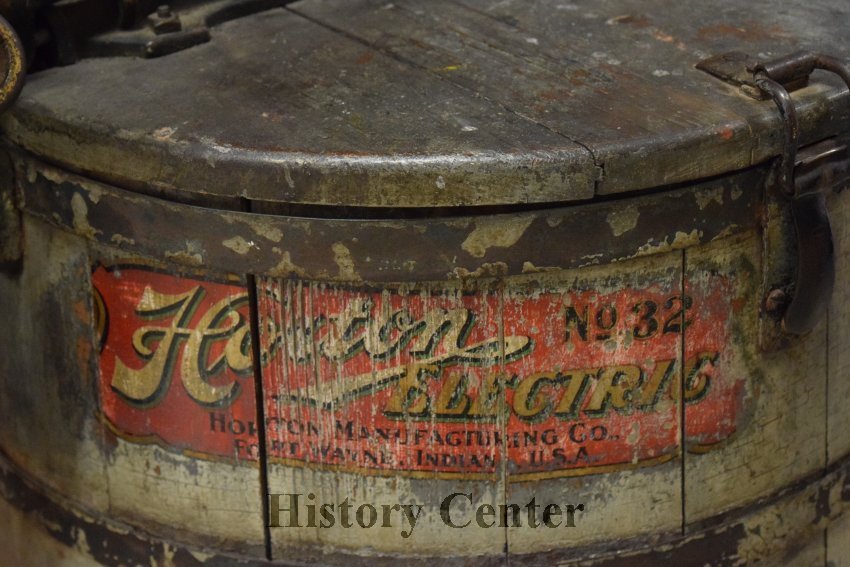 Horton
No 32
ELECTRIC
HORTON MANUFACTURING CO.,
FORT WAYNE, INDIANA, U.S.A.
History Center